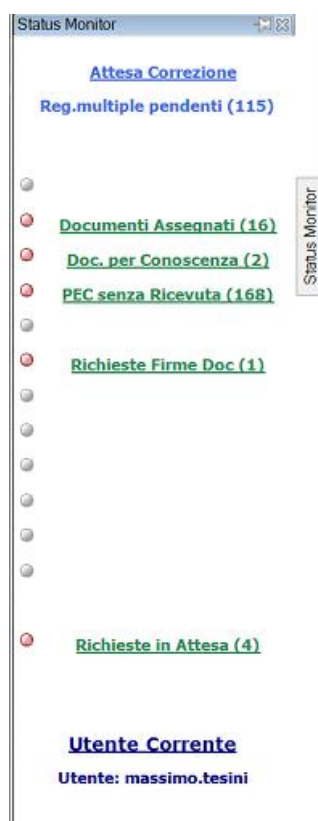 Status Monitor
Attesa Correzione
Reg.multiple pendenti (115)
Status Monitor
Documenti Assegnati (16)
Doc. per Conoscenza (2)
PEC senza Ricevuta (168)
Richieste Firme Doc (1)
Richieste in Attesa (4)
Utente Corrente
Utente: massimo.tesini